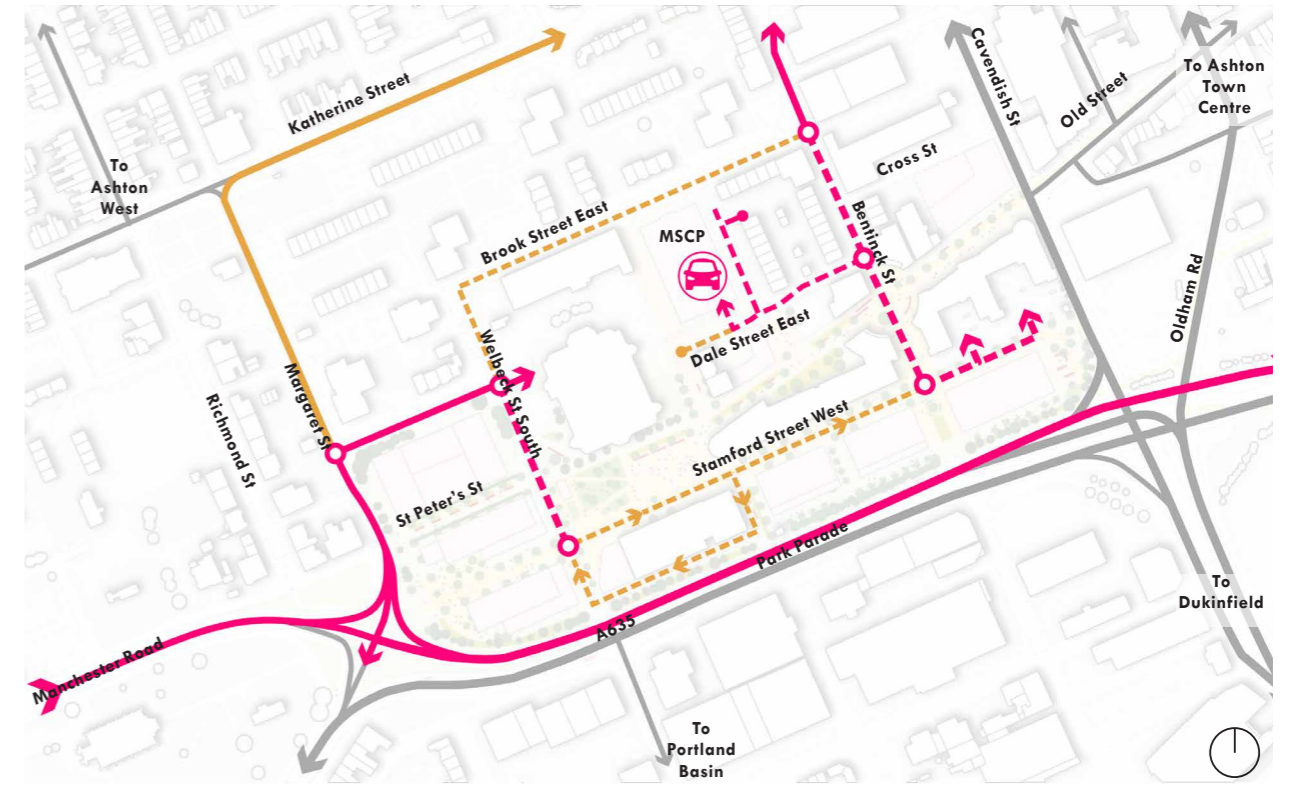 Cavendish St
To Ashton
Town
Centre
Old Street
Katherine Street
To
Ashton
West
Cross St
Brook Street East
MSCP
Bentinck St
Oldham Rd
Dale Street East
Welbeck St South
Margaret St
Richmond St
Stamford Street West
St Peter's St
Park Parade
To
Dukinfield
A635
Manchester Road
To
Portland
Basin